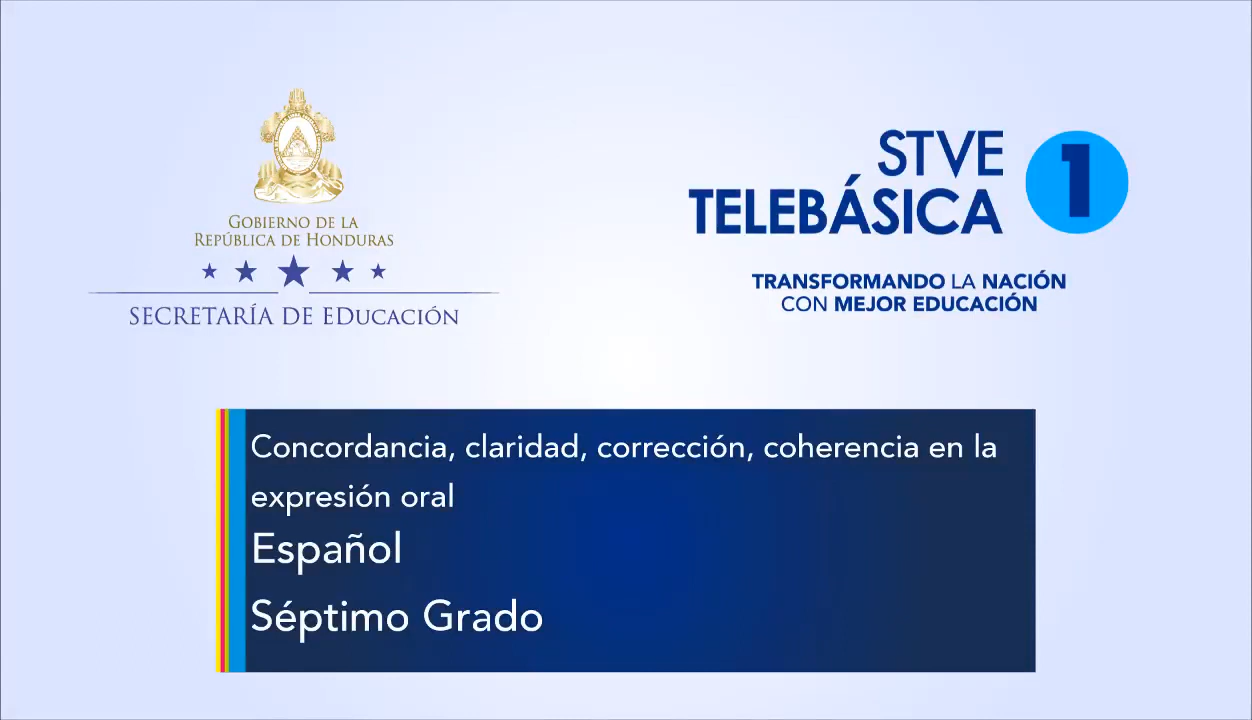 GOBIERNO DE LA
REPÚBLICA DE HONDURAS
SECRETARÍA DE EDUCACIÓN
STVE
TELEBÁSICA
1
TRANSFORMANDO LA NACIÓN
CON MEJOR EDUCACIÓN
Concordancia, claridad, corrección, coherencia en la
expresión oral
Español
Séptimo Grado